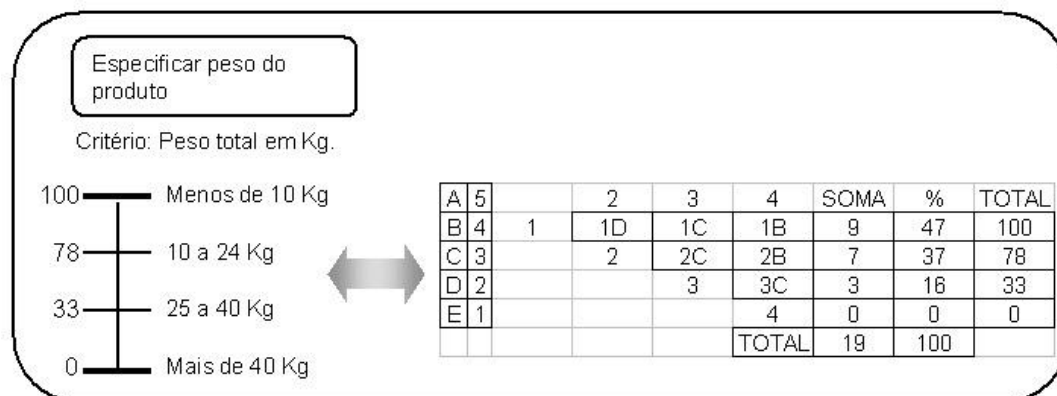 Especificar peso do
produto
Critério: Peso total em Kg.
100 Menos de 10 Kg
78 10 a 24 Kg
33 25 a 40 Kg
0 Mais de 40 Kg
A 5 2 3 4 SOMA % TOTAL
B 4 1 1D 1C 1B 9 47 100
C 3 2 2C 2B 7 37 78
D 2 3 3C 3 16 33
E 1 4 0 0 0
TOTAL 19 100